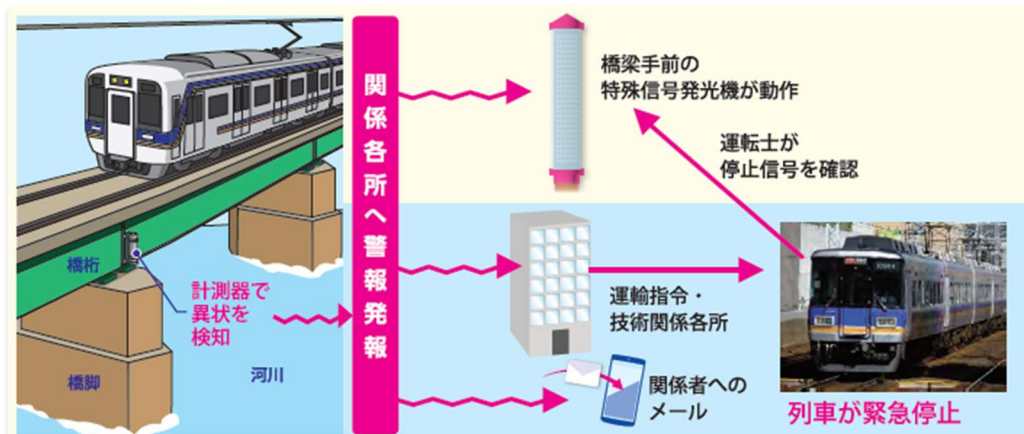 関係各所へ警報発報
橋桁
計測器で
異状を
検知
橋脚
河川
橋梁手前の
特殊信号発光機が動作
運転士が
停止信号を確認
運輸指令・
技術関係各所
関係者への
メール
列車が緊急停止